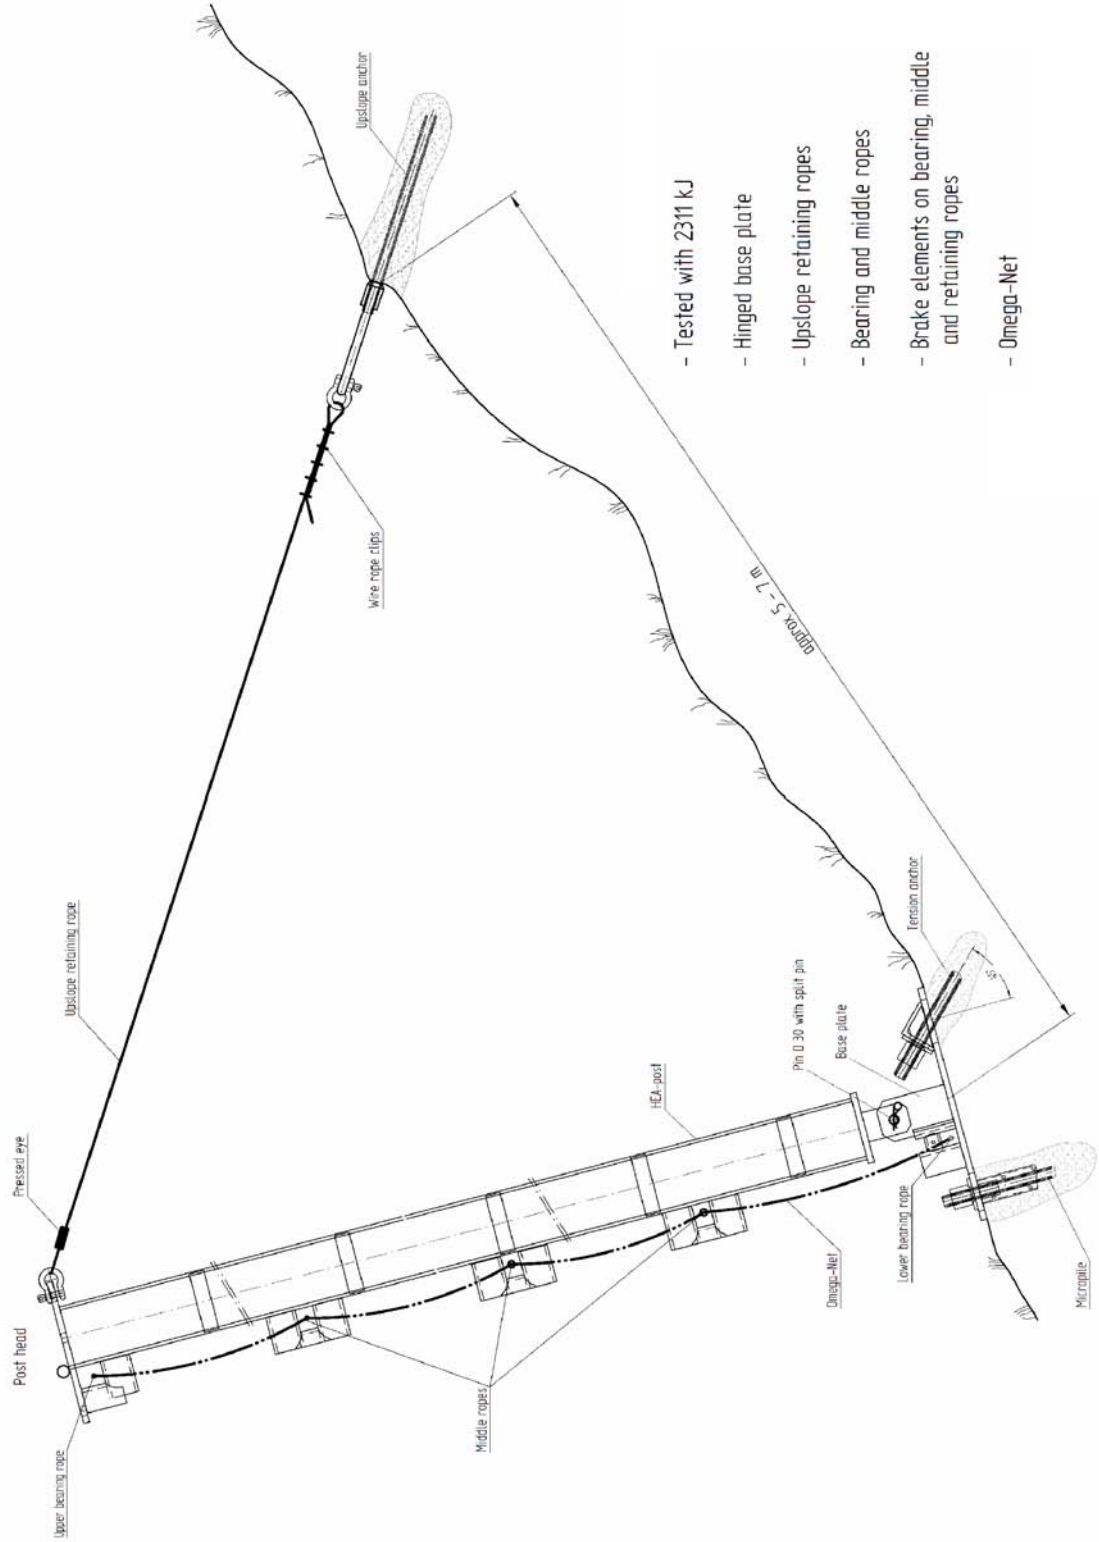 Upper bearing rope
Post head
Pressed eye
Upslope retaining rope
Middle ropes
Wire rope clips
Upslope anchor
HEA-post
Omega-Net
Pin Ø 30 with split pin
Base plate
Lower bearing rope
Tension anchor
Micropile
approx 5 - 7 m
- Tested with 2311 kJ
- Hinged base plate
- Upslope retaining ropes
- Bearing and middle ropes
- Brake elements on bearing, middle
and retaining ropes
- Omega-Net